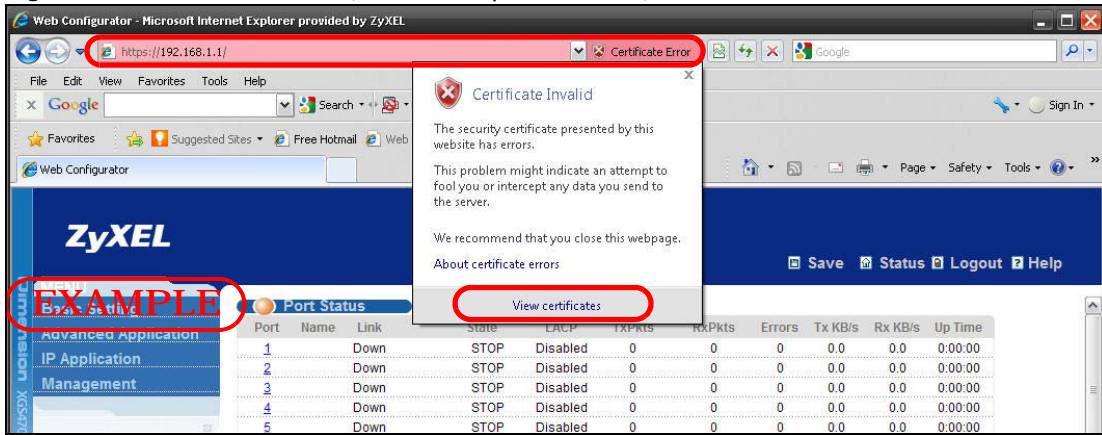 Web Configurator - Microsoft Internet Explorer provided by ZyXEL
https://192.168.1.1/
Certificate Error
Google
File Edit View Favorites Tools Help
x Google
Search
Sign In
Favorites
Suggested Sites
Free Hotmail
Web
Web Configurator
Page
Safety
Tools
»
Certificate Invalid
x
The security certificate presented by this
website has errors.
This problem might indicate an attempt to
fool you or intercept any data you send to
the server.
We recommend that you close this webpage.
About certificate errors
View certificates
ZyXEL
Save Status Logout Help
MENU
EXAMPLE
Basic Setting
Advanced Application
IP Application
Management
Dimension XGS470
Port Status
Port Name Link State LACP TxPkts RxPkts Errors Tx KB/s Rx KB/s Up Time
1 Down STOP Disabled 0 0 0 0.0 0.0 0:00:00
2 Down STOP Disabled 0 0 0 0.0 0.0 0:00:00
3 Down STOP Disabled 0 0 0 0.0 0.0 0:00:00
4 Down STOP Disabled 0 0 0 0.0 0.0 0:00:00
5 Down STOP Disabled 0 0 0 0.0 0.0 0:00:00